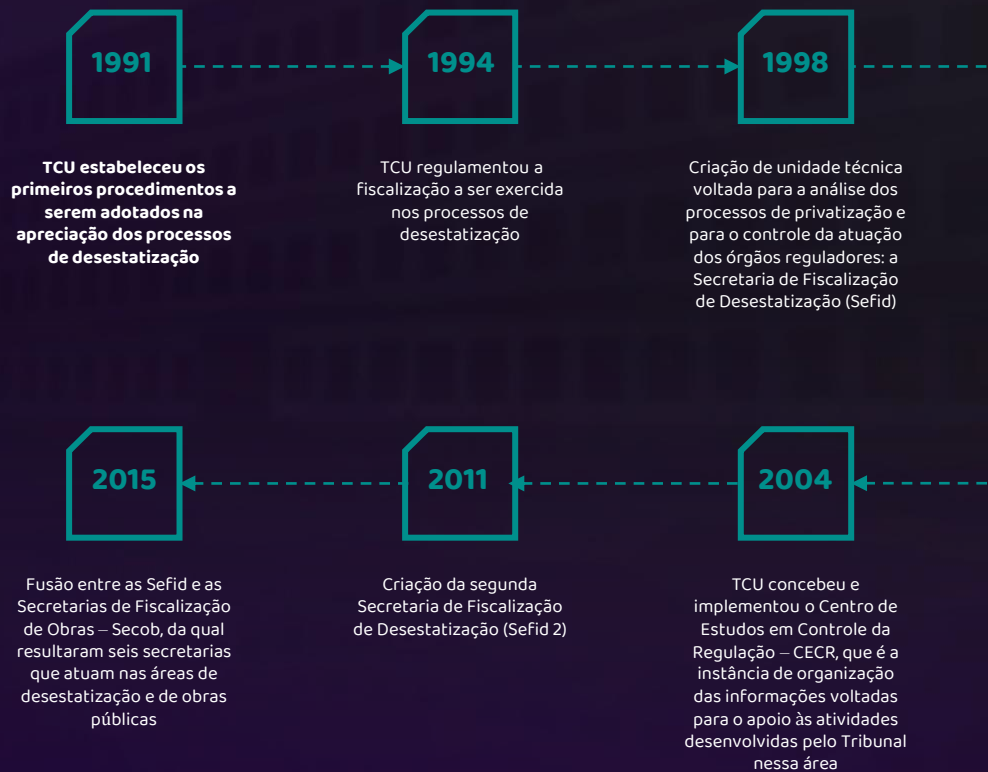 1991
TCU estabeleceu os
primeiros procedimentos a
serem adotados na
apreciação dos processos
de desestatização
1994
TCU regulamentou a
fiscalização a ser exercida
nos processos de
desestatização
1998
Criação de unidade técnica
voltada para a análise dos
processos de privatização e
para o controle da atuação
dos órgãos reguladores: a
Secretaria de Fiscalização
de Desestatização (Sefid)
2004
TCU concebeu e
implementou o Centro de
Estudos em Controle da
Regulação – CECR, que é a
instância de organização
das informações voltadas
para o apoio às atividades
desenvolvidas pelo Tribunal
nessa área
2011
Criação da segunda
Secretaria de Fiscalização
de Desestatização (Sefid 2)
2015
Fusão entre as Sefid e as
Secretarias de Fiscalização
de Obras – Secob, da qual
resultaram seis secretarias
que atuam nas áreas de
desestatização e de obras
públicas